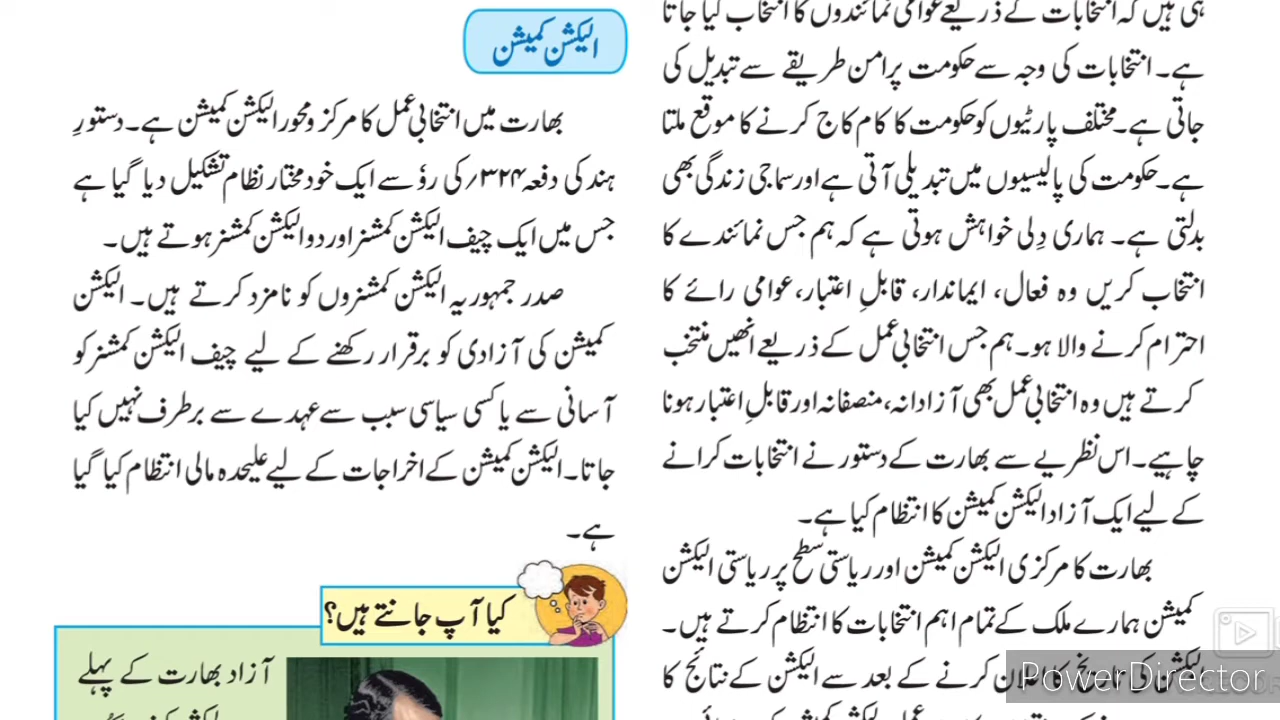 ہی ہیں کہ انتخابات کے ذریعے عوامی نمائندوں کا انتخاب کیا جاتا
ہے۔ انتخابات کی وجہ سے حکومت پرامن طریقے سے تبدیل کی
جاتی ہے۔ مختلف پارٹیوں کو حکومت کا کام کاج کرنے کا موقع ملتا
ہے۔ حکومت کی پالیسیوں میں تبدیلی آتی ہے اور سماجی زندگی بھی
بدلتی ہے۔ ہماری دِلی خواہش ہوتی ہے کہ ہم جس نمائندے کا
انتخاب کریں وہ فعال، ایماندار، قابلِ اعتبار، عوامی رائے کا
احترام کرنے والا ہو۔ ہم جس انتخابی عمل کے ذریعے انھیں منتخب
کرتے ہیں وہ انتخابی عمل بھی آزادانہ، منصفانہ اور قابلِ اعتبار ہونا
چاہیے۔ اس نظریے سے بھارت کے دستور نے انتخابات کرانے
کے لیے ایک آزاد الیکشن کمیشن کا انتظام کیا ہے۔
بھارت کا مرکزی الیکشن کمیشن اور ریاستی سطح پر ریاستی الیکشن
کمیشن ہمارے ملک کے تمام اہم انتخابات کا انتظام کرتے ہیں۔
الیکشن کی تاریخ کا اعلان کرنے کے بعد سے الیکشن کے نتائج کا
الیکشن کمیشن
بھارت میں انتخابی عمل کا مرکز و محور الیکشن کمیشن ہے۔ دستورِ
ہند کی دفعہ ۳۲۴؍ کی رؤ سے ایک خود مختار نظام تشکیل دیا گیا ہے
جس میں ایک چیف الیکشن کمشنر اور دو الیکشن کمشنر ہوتے ہیں۔
صدر جمہوریہ الیکشن کمشنروں کو نامزد کرتے ہیں۔ الیکشن
کمیشن کی آزادی کو برقرار رکھنے کے لیے چیف الیکشن کمشنر کو
آسانی سے یا کسی سیاسی سبب سے عہدے سے برطرف نہیں کیا
جاتا۔ الیکشن کمیشن کے اخراجات کے لیے علیحدہ مالی انتظام کیا گیا
ہے۔
کیا آپ جانتے ہیں؟
آزاد بھارت کے پہلے
PowerDirector